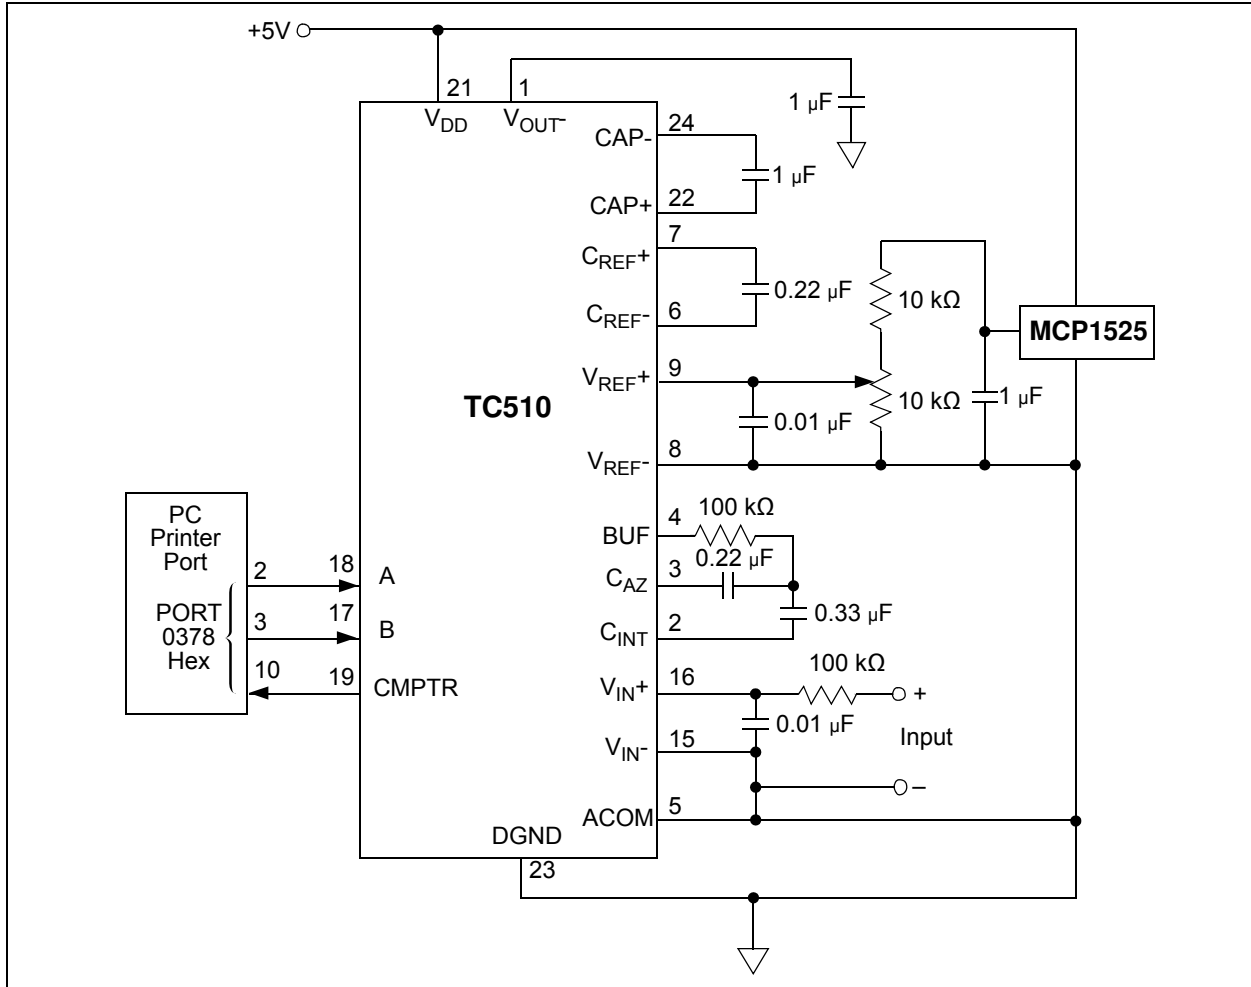 +5V
21
1
VDD
VOUT-
1 µF
CAP-
24
1 µF
CAP+
22
CREF+
7
0.22 µF
CREF-
6
10 kΩ
MCP1525
VREF+
9
TC510
0.01 µF
10 kΩ
1 µF
VREF-
8
PC
Printer
Port
PORT
0378
Hex
2
3
10
18
17
19
A
B
CMPTR
100 kΩ
BUF
4
0.22 µF
CAZ
3
0.33 µF
CINT
2
100 kΩ
VIN+
16
+
0.01 µF
Input
VIN-
15
–
ACOM
5
DGND
23